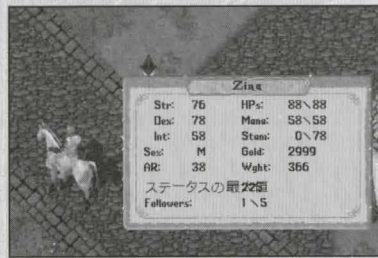 Str: 76 HPs: 88\88
Dex: 78 Mana: 58\58
Int: 58 Stam: 0\78
Sex: M Gold: 2999
AR: 38 Wght: 366
ステータスの最 225
Followers: 1\5